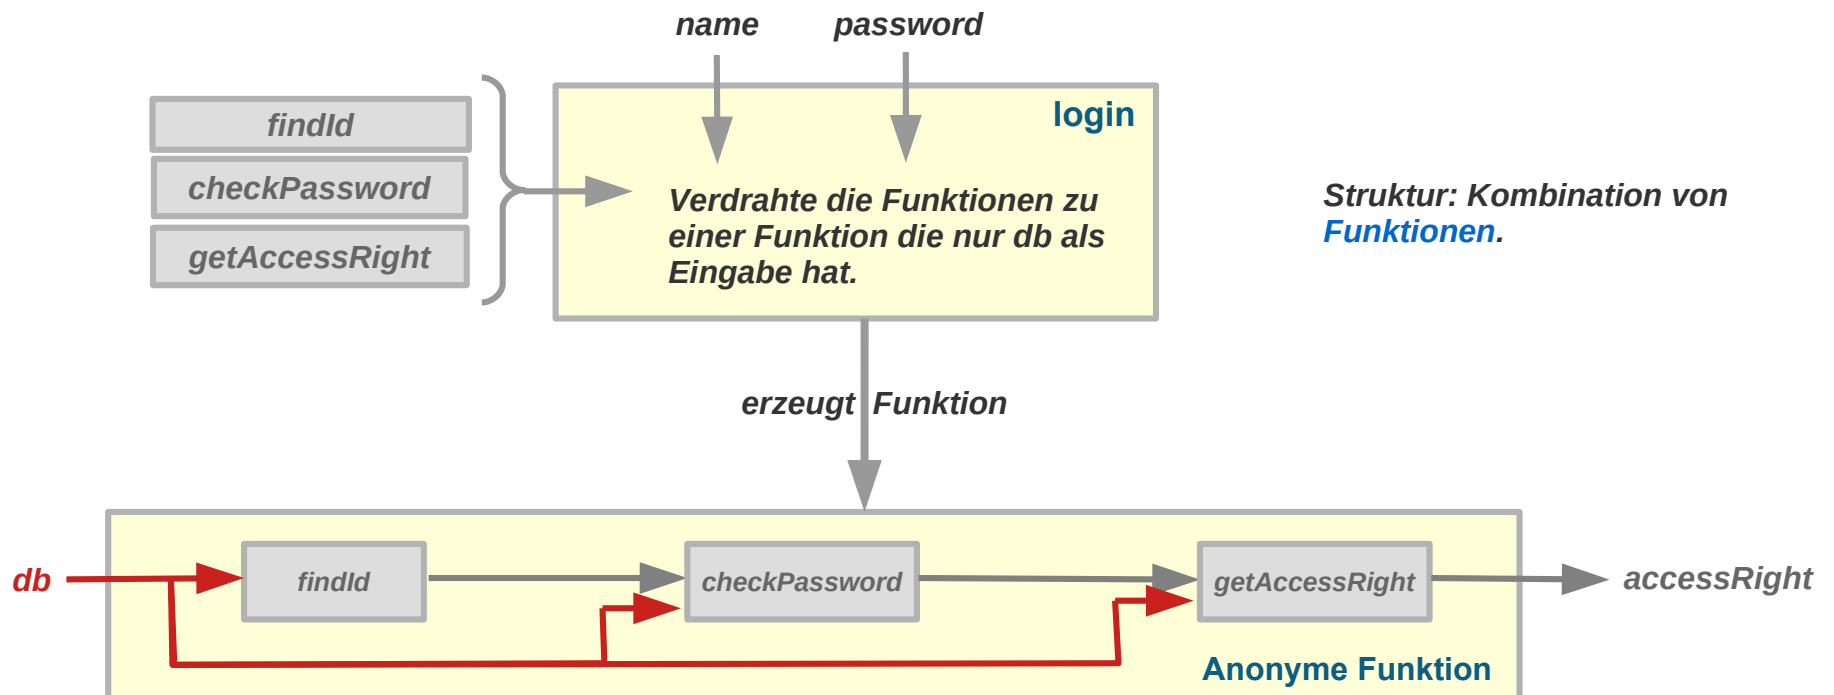 name password
login
findId
checkPassword
getAccessRight
Verdrahte die Funktionen zu
einer Funktion die nur db als
Eingabe hat.
Struktur: Kombination von
Funktionen.
erzeugt Funktion
db
findId
checkPassword
getAccessRight
accessRight
Anonyme Funktion